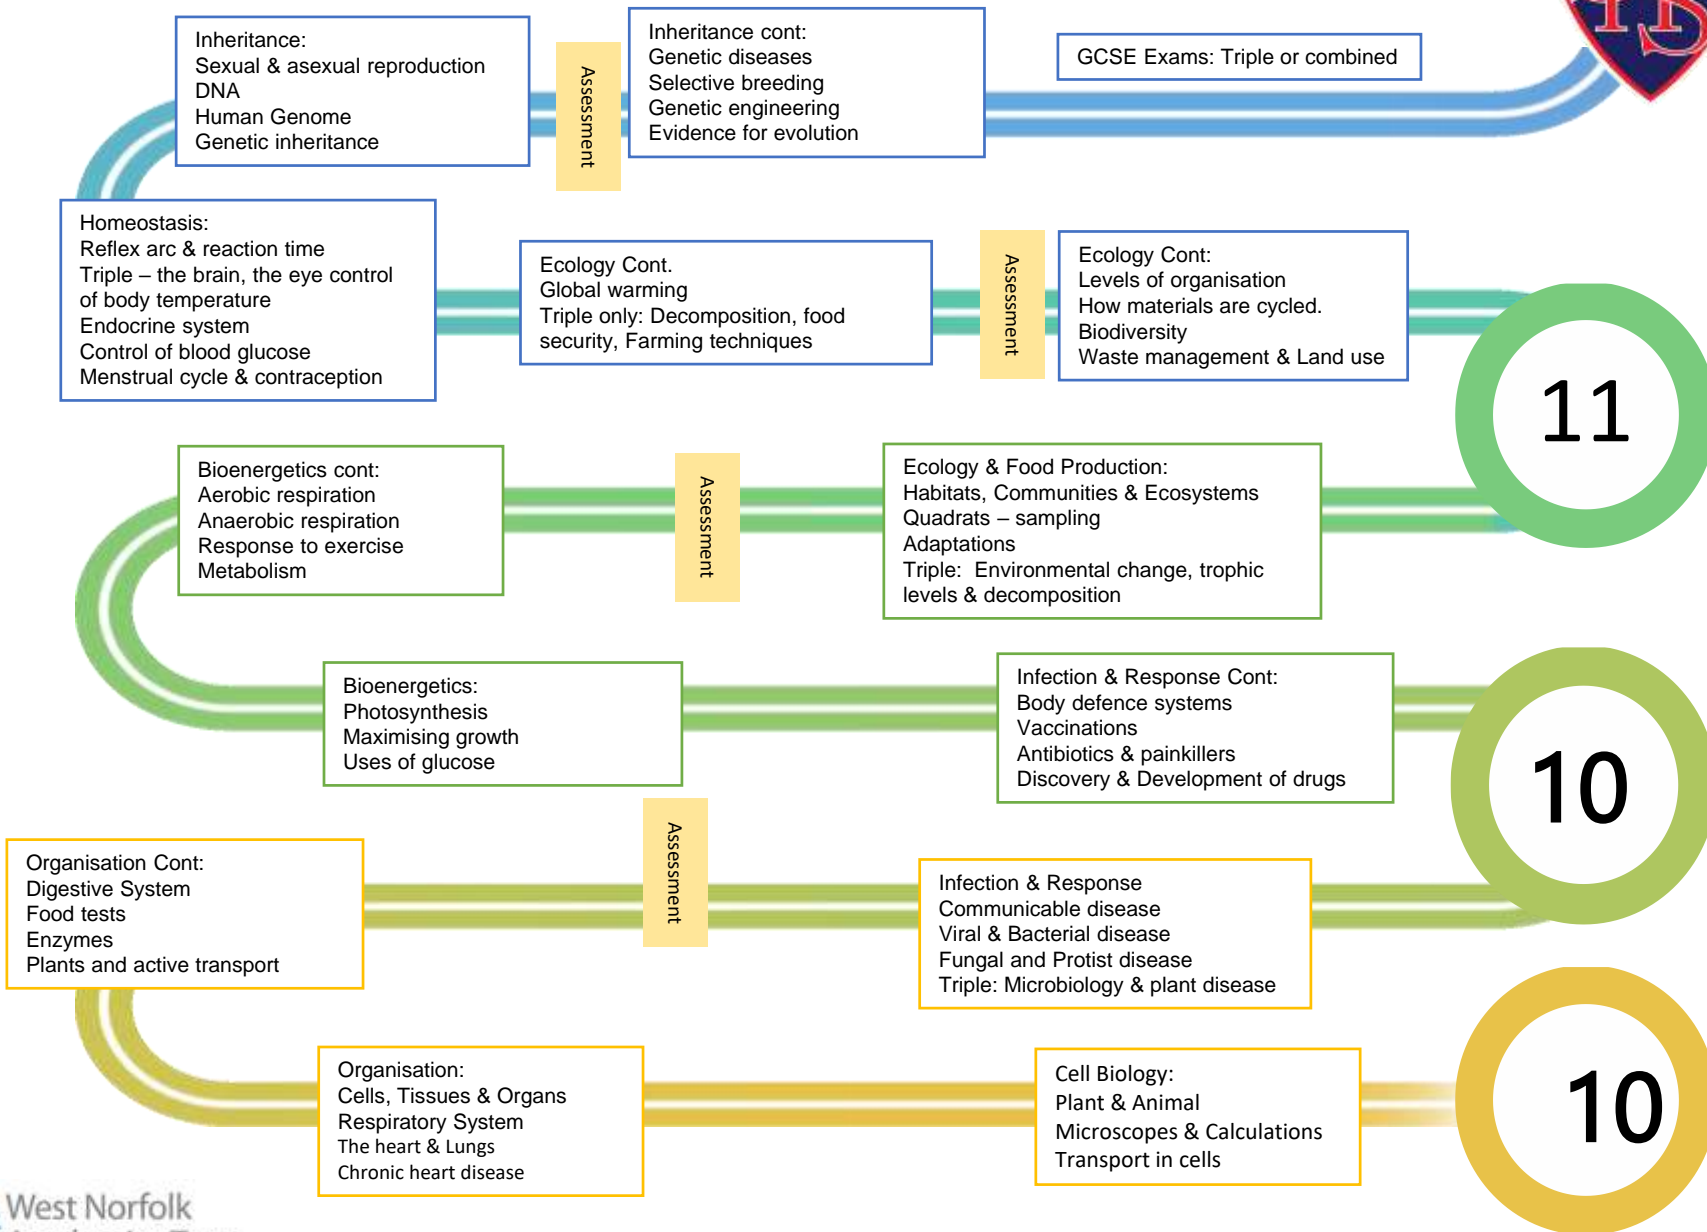 Inheritance:
Sexual & asexual reproduction
DNA
Human Genome
Genetic inheritance
Assessment
Inheritance cont:
Genetic diseases
Selective breeding
Genetic engineering
Evidence for evolution
GCSE Exams: Triple or combined
Homeostasis:
Reflex arc & reaction time
Triple – the brain, the eye control
of body temperature
Endocrine system
Control of blood glucose
Menstrual cycle & contraception
Ecology Cont.
Global warming
Triple only: Decomposition, food
security, Farming techniques
Assessment
Ecology Cont:
Levels of organisation
How materials are cycled.
Biodiversity
Waste management & Land use
11
Bioenergetics cont:
Aerobic respiration
Anaerobic respiration
Response to exercise
Metabolism
Assessment
Ecology & Food Production:
Habitats, Communities & Ecosystems
Quadrats – sampling
Adaptations
Triple:  Environmental change, trophic
levels & decomposition
Bioenergetics:
Photosynthesis
Maximising growth
Uses of glucose
Infection & Response Cont:
Body defence systems
Vaccinations
Antibiotics & painkillers
Discovery & Development of drugs
10
Organisation Cont:
Digestive System
Food tests
Enzymes
Plants and active transport
Assessment
Infection & Response
Communicable disease
Viral & Bacterial disease
Fungal and Protist disease
Triple: Microbiology & plant disease
Organisation:
Cells, Tissues & Organs
Respiratory System
The heart & Lungs
Chronic heart disease
Cell Biology:
Plant & Animal
Microscopes & Calculations
Transport in cells
10
West Norfolk